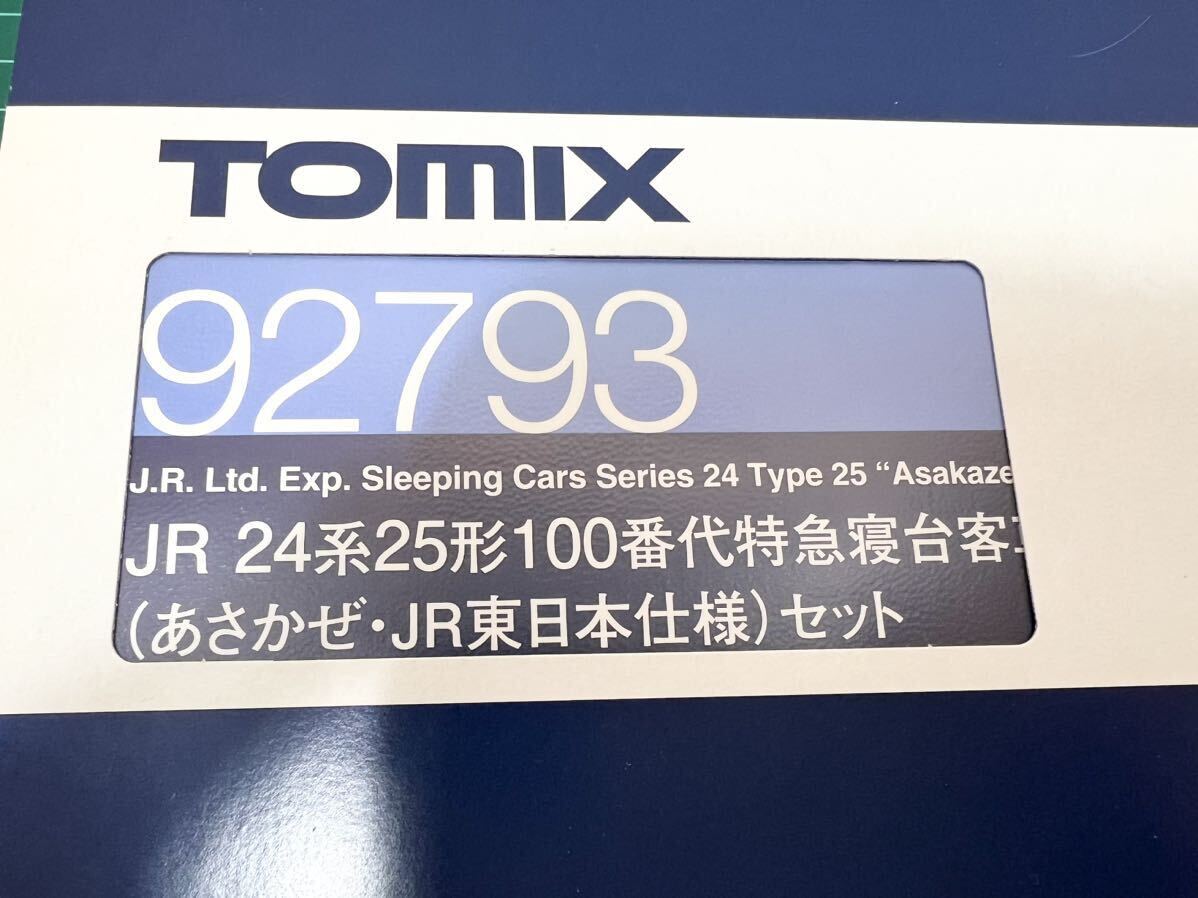 TOMIX
92793
J.R. Ltd. Exp. Sleeping Cars Series 24 Type 25 “Asakaze
JR 24系25形100番代特急寝台客
(あさかぜ・JR東日本仕様)セット